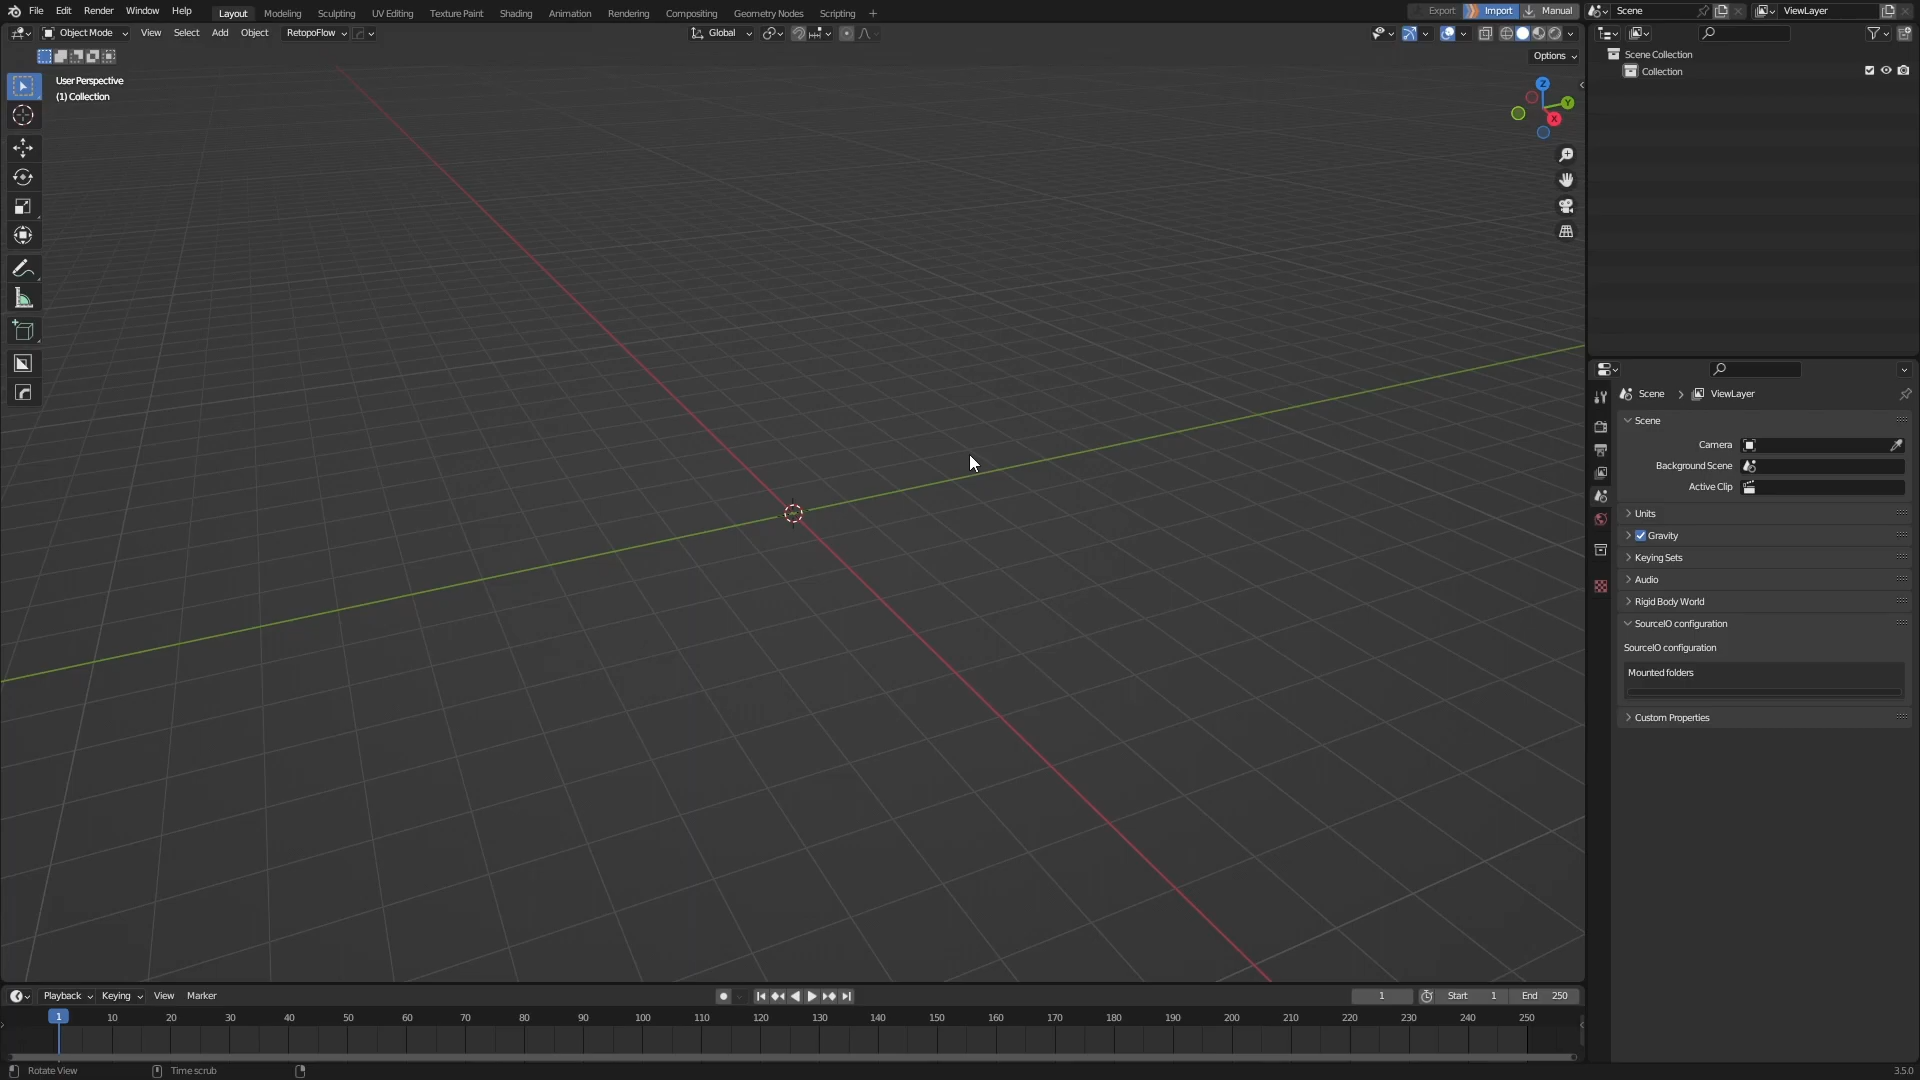 File Edit Render Window Help Layout Modeling Sculpting UV Editing Texture Paint Shading Animation Rendering Compositing Geometry Nodes Scripting + Export Import Manual Scene ViewLayer
Object Mode View Select Add Object RetopoFlow Global
Options
User Perspective
(1) Collection
Z
Y
X
Scene Collection
Collection
Scene > ViewLayer
Scene
Camera
Background Scene
Active Clip
Units
Gravity
Keying Sets
Audio
Rigid Body World
SourceIO configuration
SourceIO configuration
Mounted folders
Custom Properties
Playback Keying View Marker 1 Start 1 End 250
1 10 20 30 40 50 60 70 80 90 100 110 120 130 140 150 160 170 180 190 200 210 220 230 240 250
Rotate View Time scrub 3.5.0